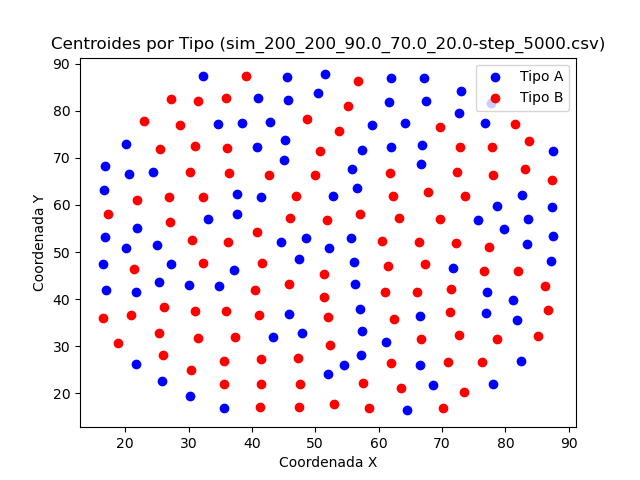 Centroides por Tipo (sim_200_200_90.0_70.0_20.0-step_5000.csv)
Tipo A
Tipo B
90
80
70
60
50
40
30
20
Coordenada Y
20 30 40 50 60 70 80 90
Coordenada X